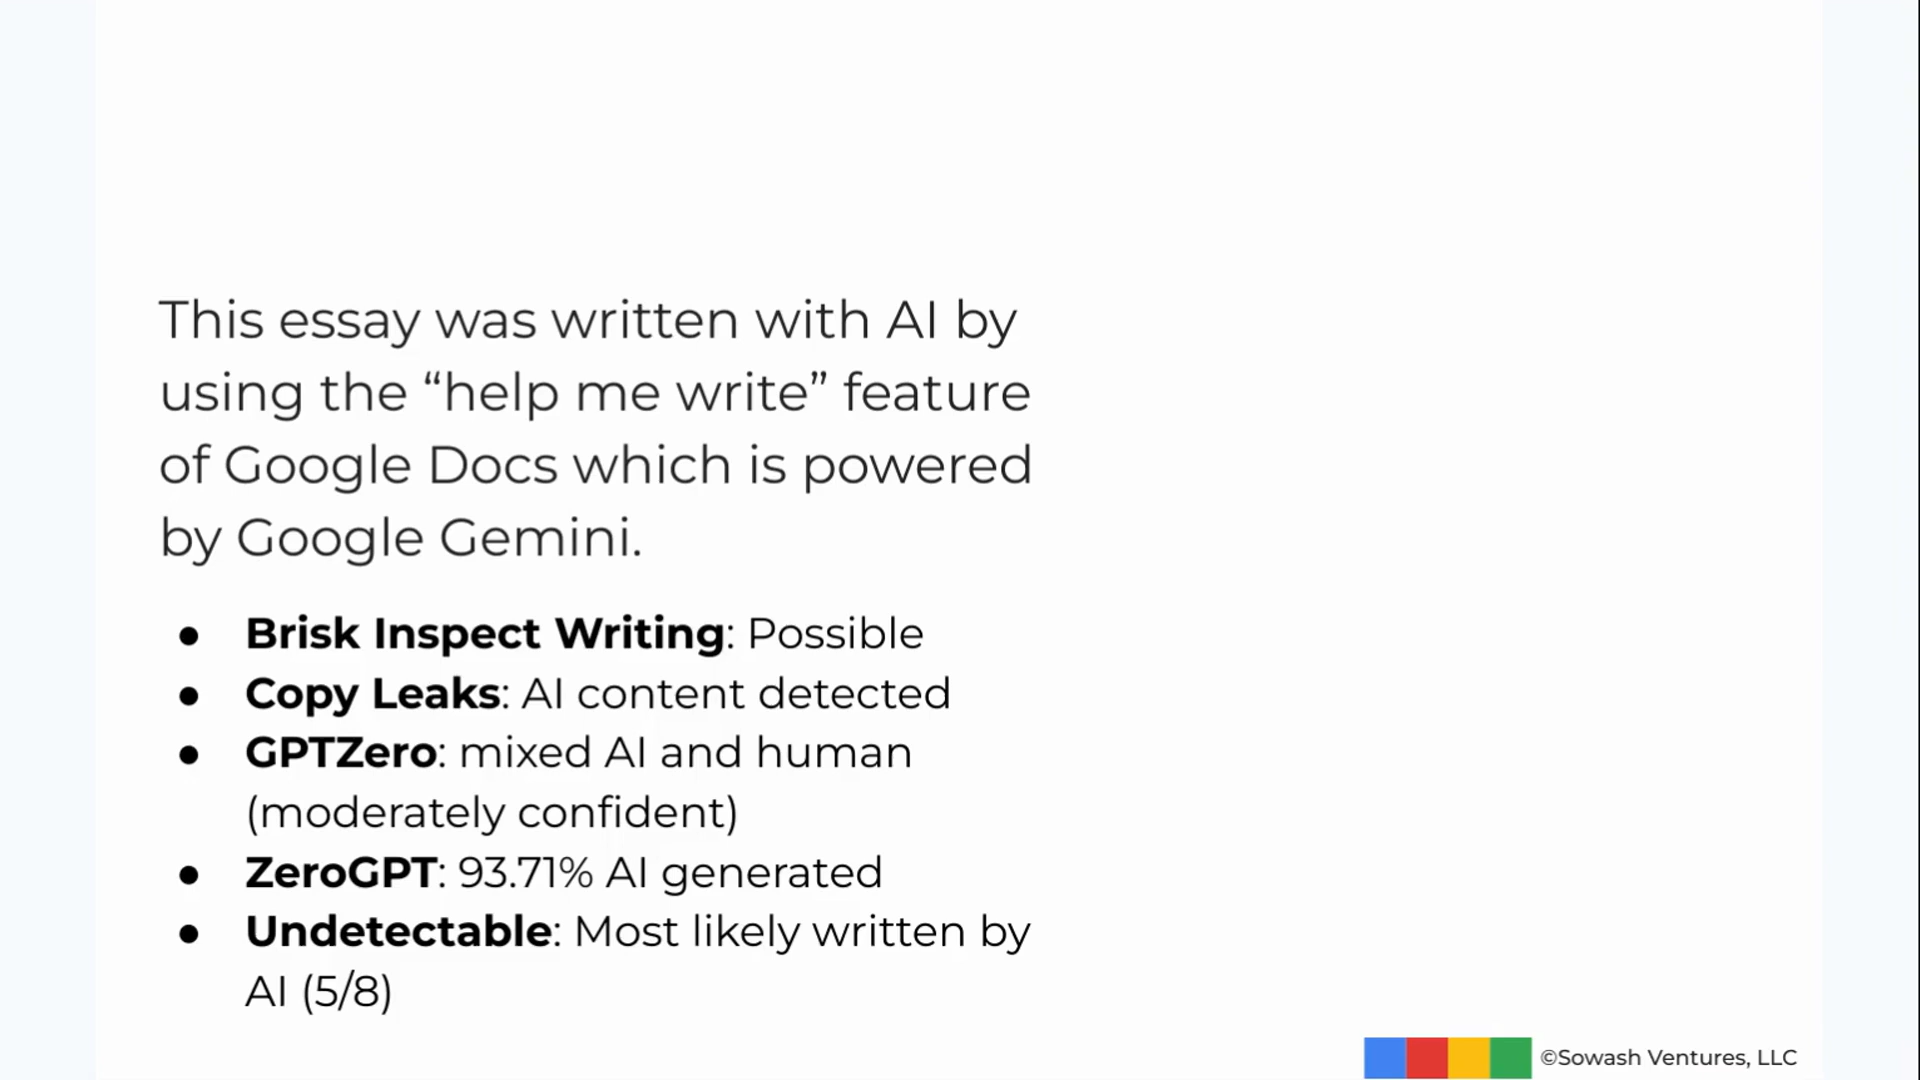 This essay was written with AI by
using the “help me write” feature
of Google Docs which is powered
by Google Gemini.
● Brisk Inspect Writing: Possible
● Copy Leaks: AI content detected
● GPTZero: mixed AI and human
(moderately confident)
● ZeroGPT: 93.71% AI generated
● Undetectable: Most likely written by
AI (5/8)
©Sowash Ventures, LLC